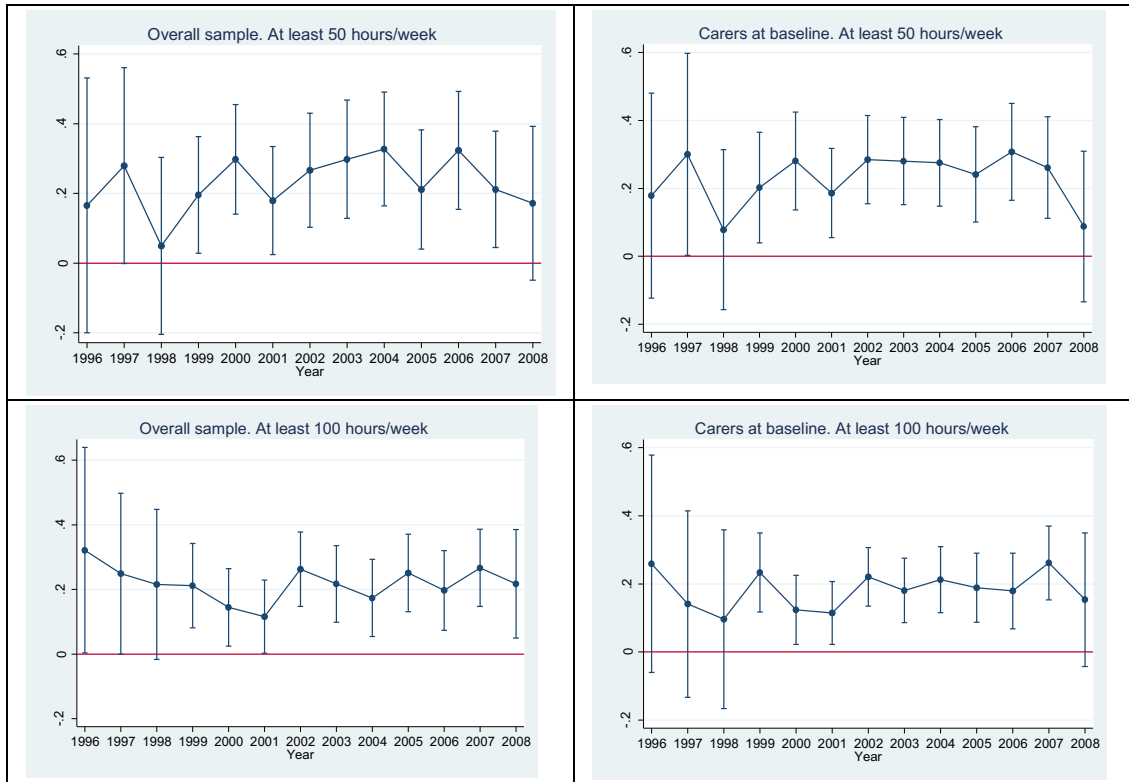 Overall sample. At least 50 hours/week
.6
.4
.2
0
-.2
1996 1997 1998 1999 2000 2001 2002 2003 2004 2005 2006 2007 2008
Year
Carers at baseline. At least 50 hours/week
.6
.4
.2
0
-.2
1996 1997 1998 1999 2000 2001 2002 2003 2004 2005 2006 2007 2008
Year
Overall sample. At least 100 hours/week
.6
.4
.2
0
-.2
1996 1997 1998 1999 2000 2001 2002 2003 2004 2005 2006 2007 2008
Year
Carers at baseline. At least 100 hours/week
.6
.4
.2
0
-.2
1996 1997 1998 1999 2000 2001 2002 2003 2004 2005 2006 2007 2008
Year